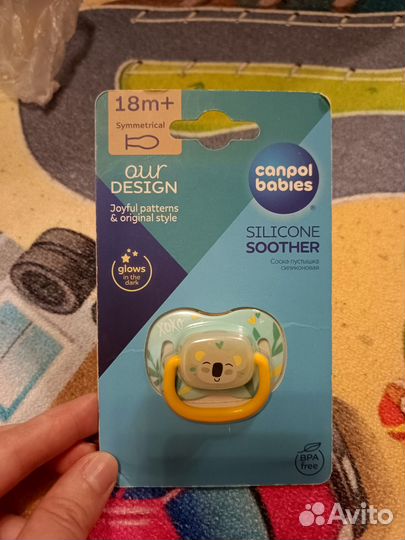 18m+
Symmetrical
our
DESIGN
Joyful patterns
& original style
glows
in the
dark
canpol
babies
®
SILICONE
SOOTHER
Соска пустышка
силиконовая
XOXO
BPA
free
Avito